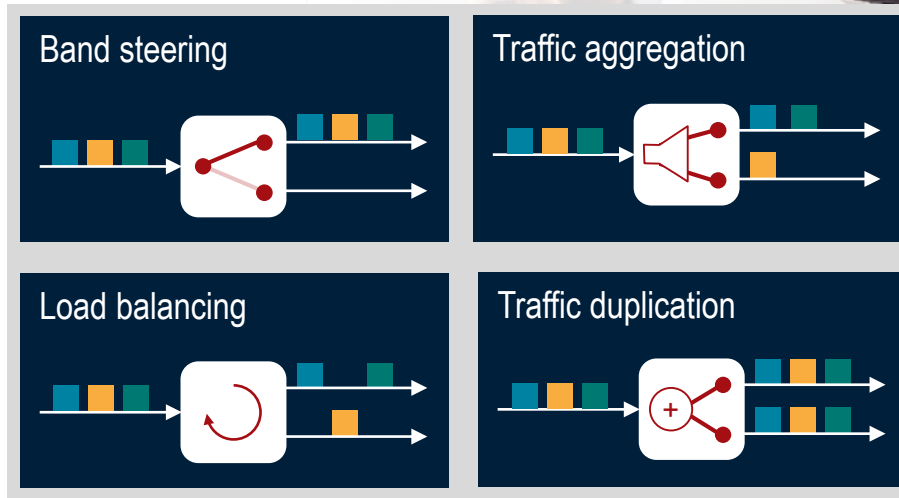 Band steering
Traffic aggregation
Load balancing
Traffic duplication